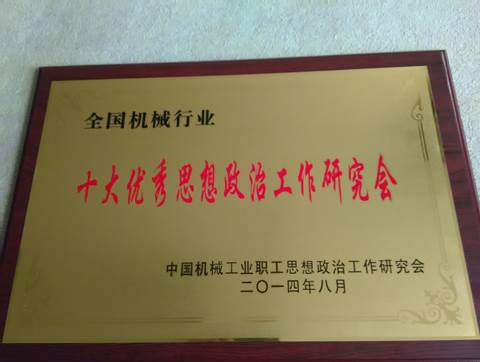 全国机械行业
十大优秀思想政治工作研究会
中国机械工业职工思想政治工作研究会
二〇一四年八月